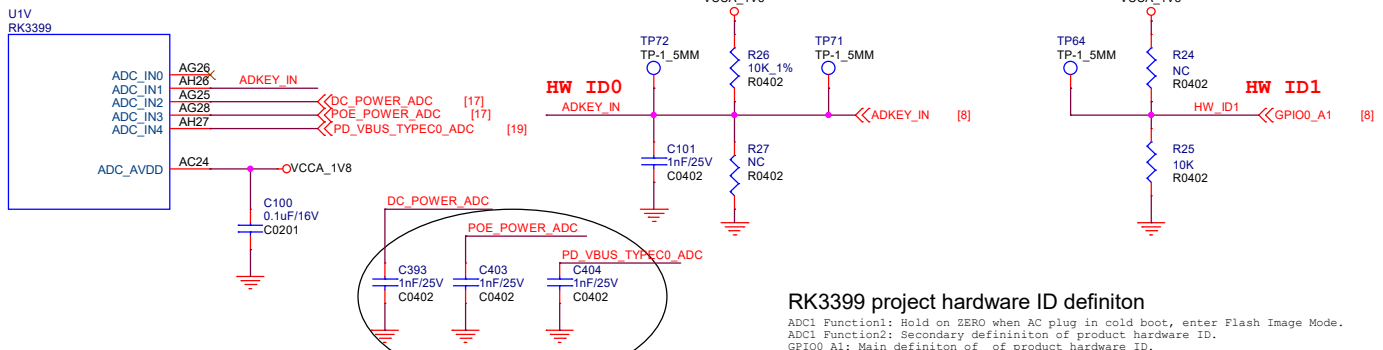 U1V
RK3399
ADC_IN0
ADC_IN1
ADC_IN2
ADC_IN3
ADC_IN4
ADC_AVDD
AG26
AH26
AG25
AG28
AH27
AC24
ADKEY_IN
DC_POWER_ADC [17]
POE_POWER_ADC [17]
PD_VBUS_TYPEC0_ADC [19]
VCCA_1V8
C100
0.1uF/16V
C0201
DC_POWER_ADC
POE_POWER_ADC
PD_VBUS_TYPEC0_ADC
C393
1nF/25V
C0402
C403
1nF/25V
C0402
C404
1nF/25V
C0402
HW ID0
ADKEY_IN
TP72
TP-1_5MM
R26
10K_1%
R0402
TP71
TP-1_5MM
ADKEY_IN [8]
C101
1nF/25V
C0402
R27
NC
R0402
TP64
TP-1_5MM
R24
NC
R0402
HW ID1
HW_ID1
GPIO0_A1 [8]
R25
10K
R0402
RK3399 project hardware ID definiton
ADC1 Function1: Hold on ZERO when AC plug in cold boot, enter Flash Image Mode.
ADC1 Function2: Secondary defininiton of product hardware ID.
GPIO0 A1: Main definiton of of product hardware ID.